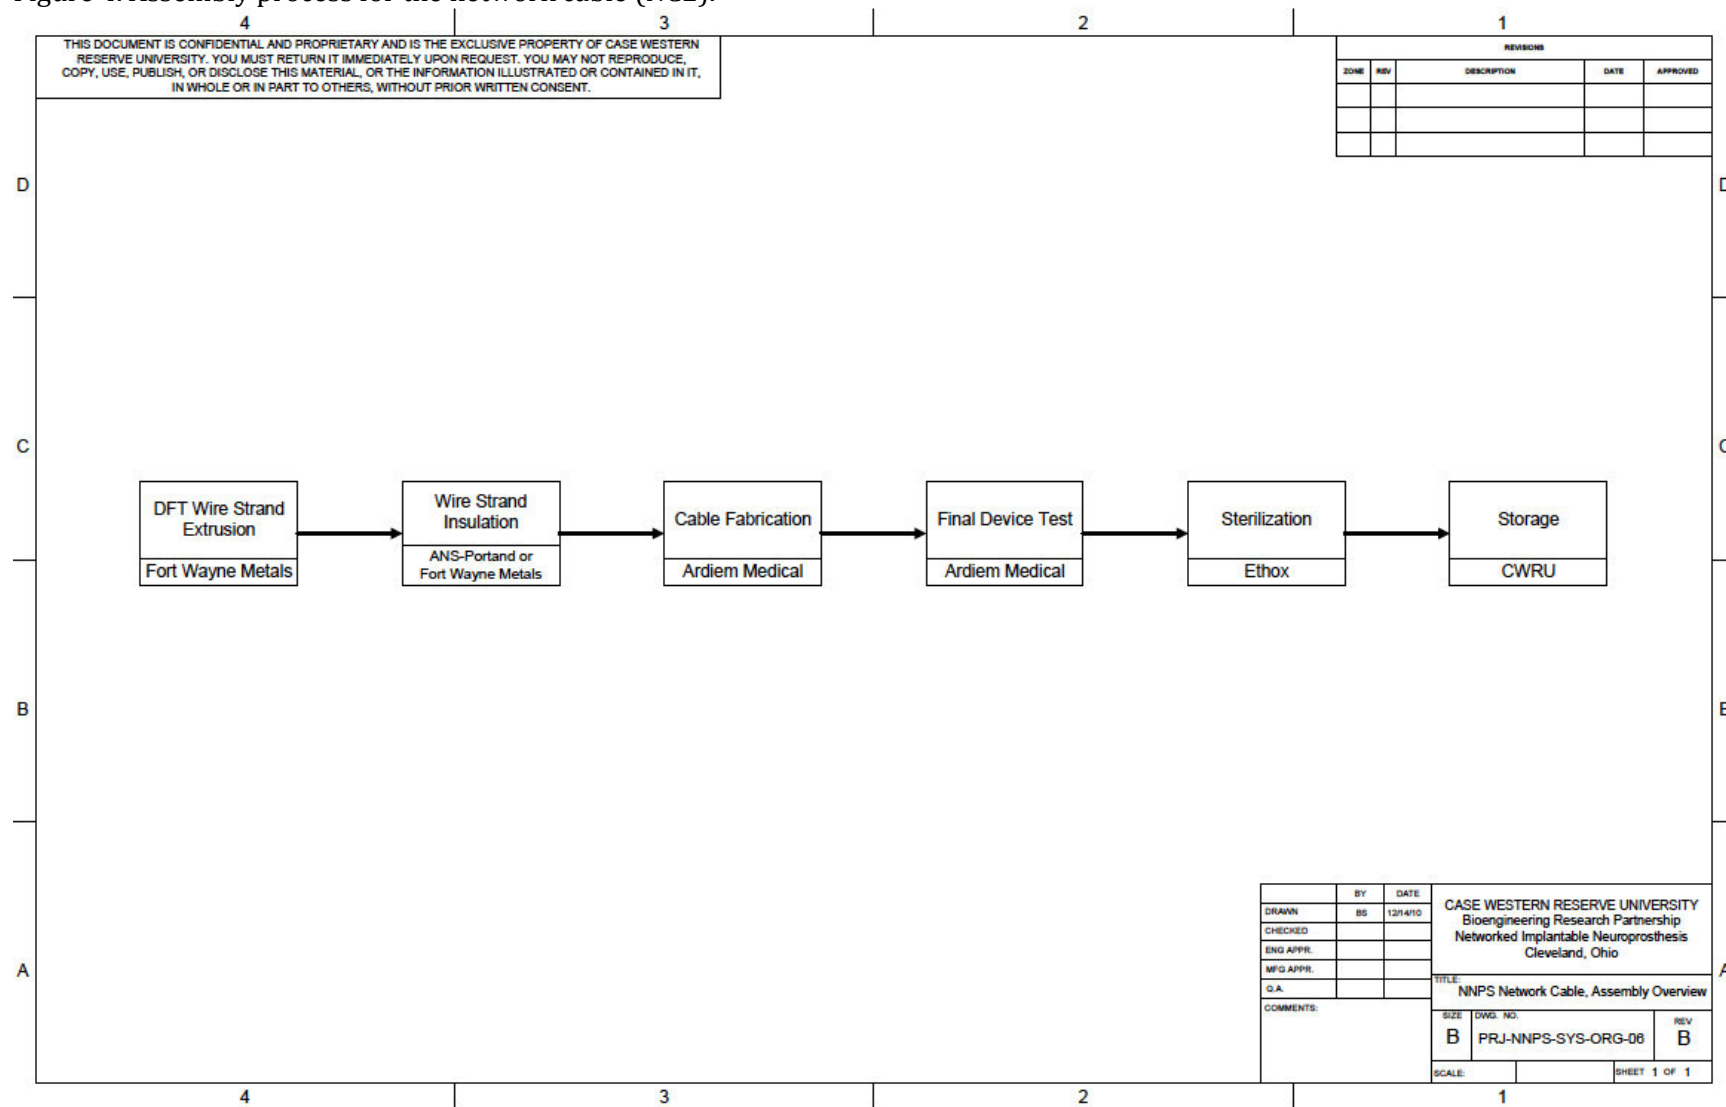 4 3 2 1
THIS DOCUMENT IS CONFIDENTIAL AND PROPRIETARY AND IS THE EXCLUSIVE PROPERTY OF CASE WESTERN
RESERVE UNIVERSITY. YOU MUST RETURN IT IMMEDIATELY UPON REQUEST. YOU MAY NOT REPRODUCE,
COPY, USE, PUBLISH, OR DISCLOSE THIS MATERIAL, OR THE INFORMATION ILLUSTRATED OR CONTAINED IN IT,
IN WHOLE OR IN PART TO OTHERS, WITHOUT PRIOR WRITTEN CONSENT.
REVISIONS
ZONE REV DESCRIPTION DATE APPROVED
D
C
DFT Wire Strand
Extrusion
Fort Wayne Metals
Wire Strand
Insulation
ANS-Portand or
Fort Wayne Metals
Cable Fabrication
Ardiem Medical
Final Device Test
Ardiem Medical
Sterilization
Ethox
Storage
CWRU
B
A
BY DATE
DRAWN BS 12/14/10
CHECKED
ENG APPR.
MFG APPR.
Q.A.
COMMENTS:
CASE WESTERN RESERVE UNIVERSITY
Bioengineering Research Partnership
Networked Implantable Neuroprosthesis
Cleveland, Ohio
TITLE:
NNPS Network Cable, Assembly Overview
SIZE DWG. NO. REV
B PRJ-NNPS-SYS-ORG-06 B
SCALE: SHEET 1 OF 1
4 3 2 1